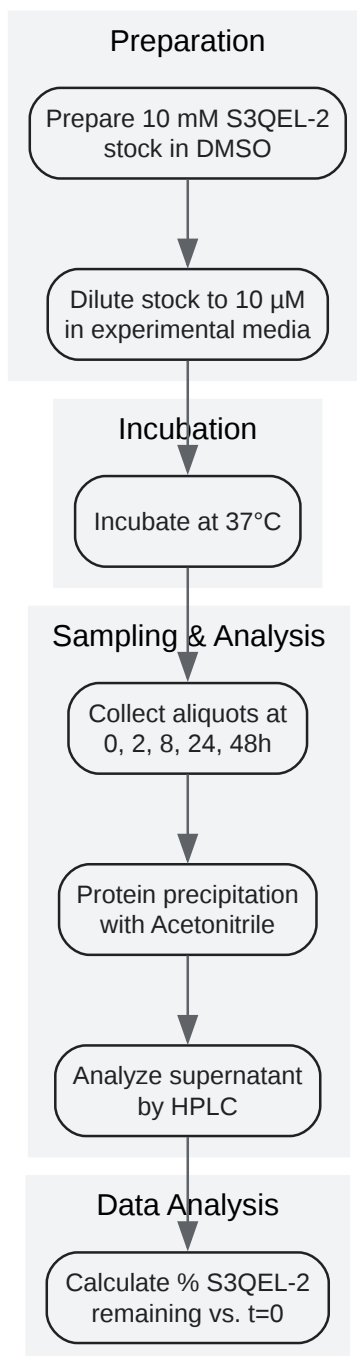 Preparation
Prepare 10 mM S3QEL-2
stock in DMSO
Dilute stock to 10 µM
in experimental media
Incubation
Incubate at 37°C
Sampling & Analysis
Collect aliquots at
0, 2, 8, 24, 48h
Protein precipitation
with Acetonitrile
Analyze supernatant
by HPLC
Data Analysis
Calculate % S3QEL-2
remaining vs. t=0